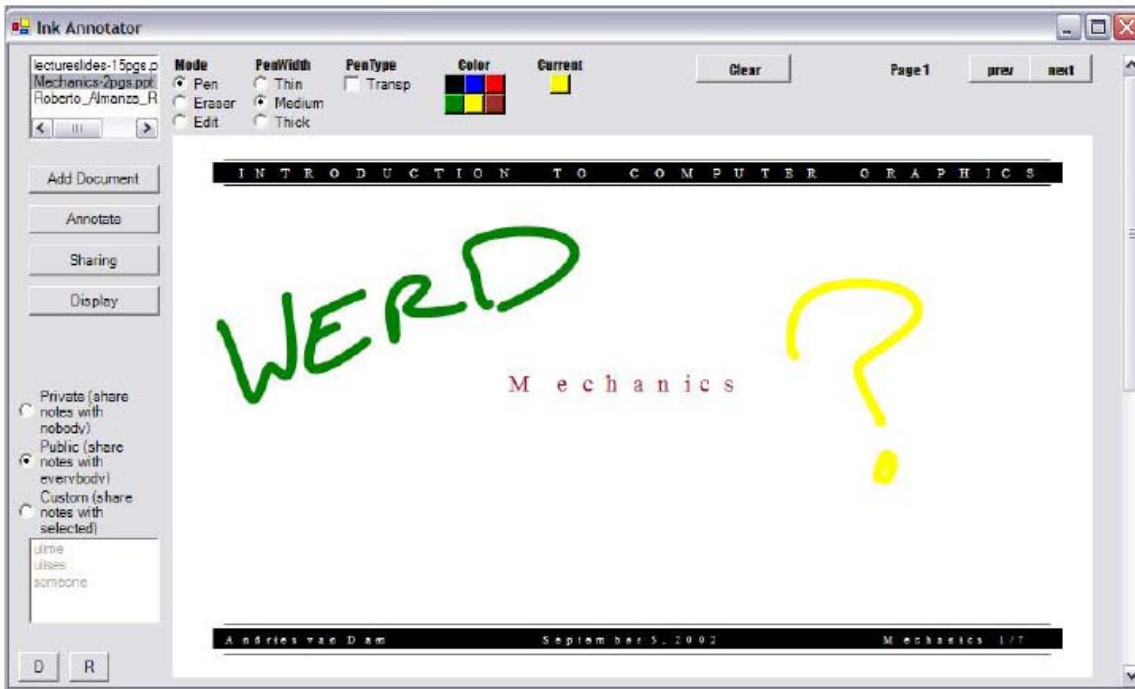 Ink Annotator
lectureslides-15pgs.p
Mechanics-2pgs.ppt
Roberto_Almanza_R
Mode
Pen
Eraser
Edit
PenWidth
Thin
Medium
Thick
PenType
Transp
Color
Current
Clear
Page1
prev
next
Add Document
Annotate
Sharing
Display
Private (share
notes with
nobody)
Public (share
notes with
everybody)
Custom (share
notes with
selected)
ulime
ulises
someone
D
R
INTRODUCTION TO COMPUTER GRAPHICS
WERD
?
Mechanics
Andries van Dam
September 5, 2002
Mechanics 1/7